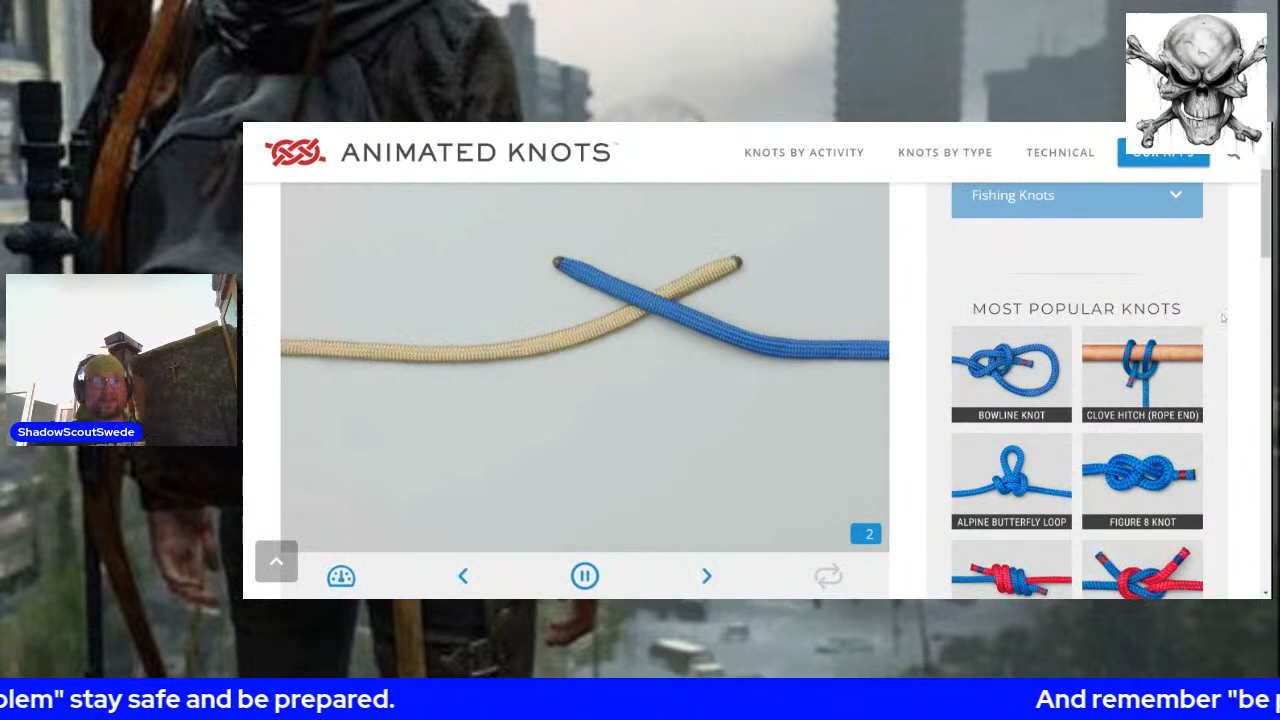 ANIMATED KNOTS
KNOTS BY ACTIVITY
KNOTS BY TYPE
TECHNICAL
Fishing Knots
MOST POPULAR KNOTS
BOWLINE KNOT
CLOVE HITCH (ROPE END)
ALPINE BUTTERFLY LOOP
FIGURE 8 KNOT
2
ShadowScoutSwede
olem" stay safe and be prepared.
And remember "be p